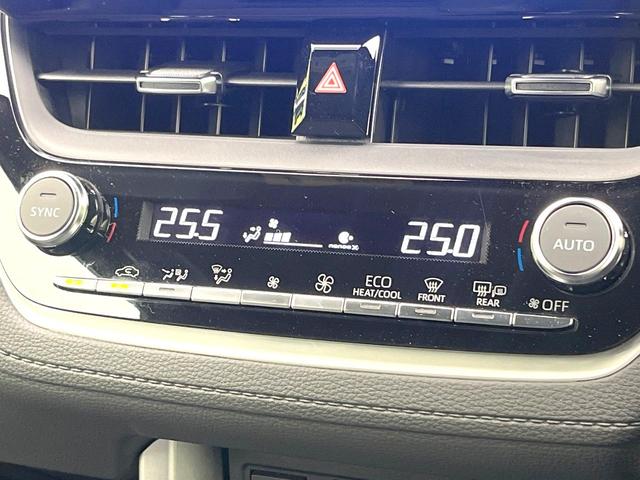 SYNC
25.5
nanoe X
25.0
AUTO
ECO
HEAT/COOL
FRONT
REAR
OFF